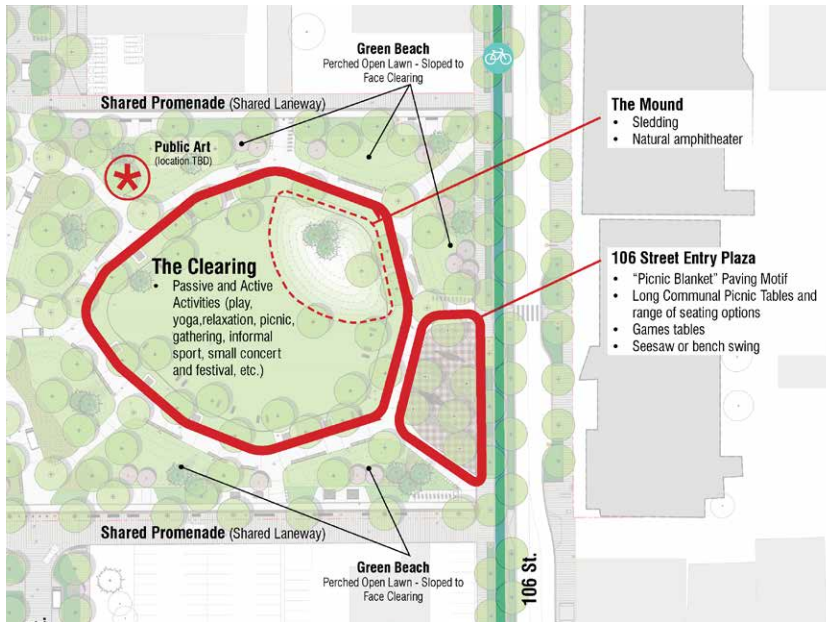 Green Beach
Perched Open Lawn - Sloped to
Face Clearing
Shared Promenade (Shared Laneway)
Public Art
(location TBD)
The Mound
• Sledding
• Natural amphitheater
The Clearing
• Passive and Active
Activities (play,
yoga,relaxation, picnic,
gathering, informal
sport, small concert
and festival, etc.)
106 Street Entry Plaza
• “Picnic Blanket” Paving Motif
• Long Communal Picnic Tables and
range of seating options
• Games tables
• Seesaw or bench swing
Shared Promenade (Shared Laneway)
Green Beach
Perched Open Lawn - Sloped to
Face Clearing
106 St.